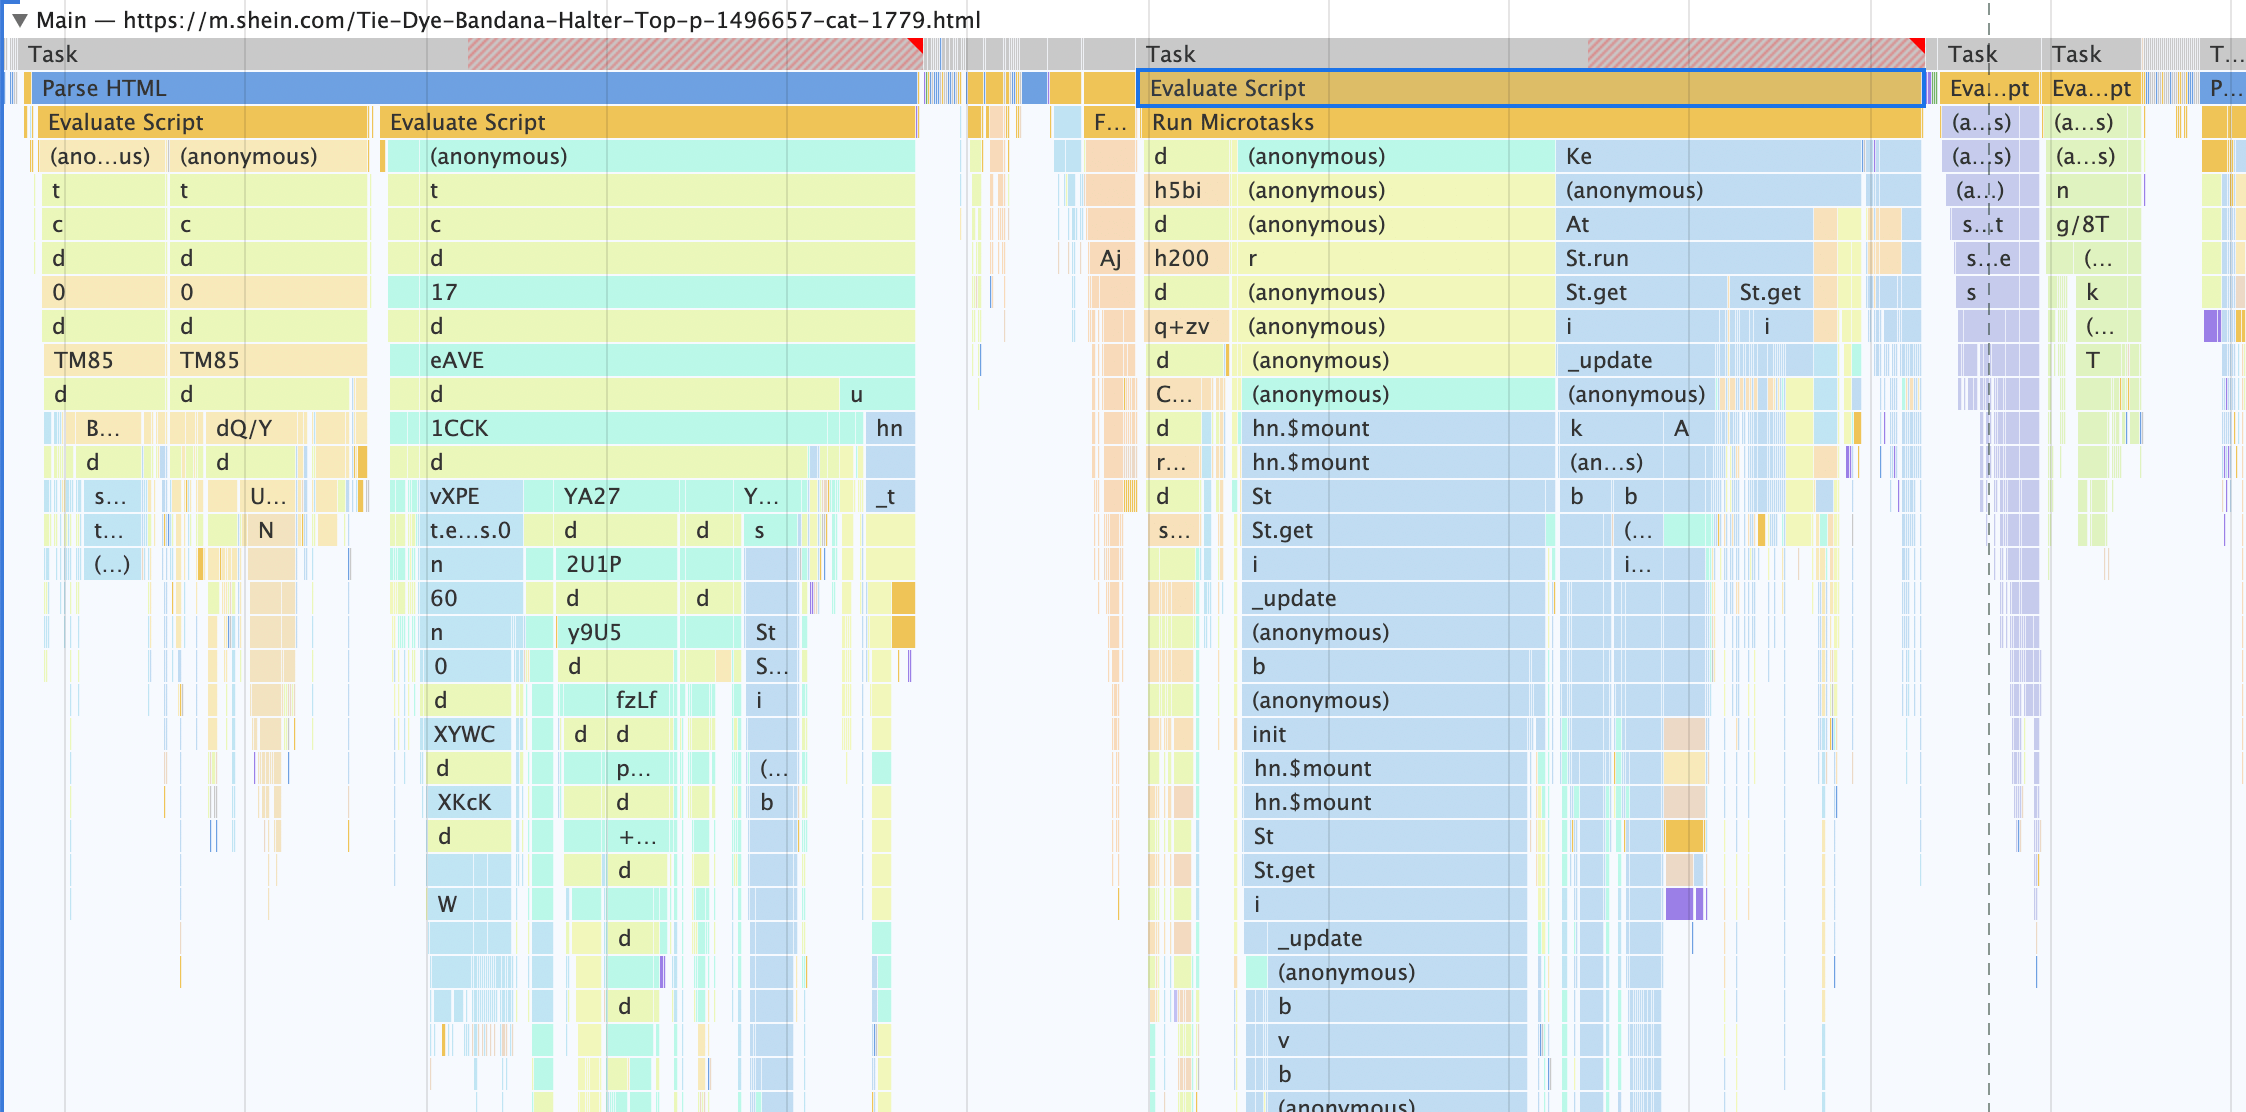 ▼ Main — https://m.shein.com/Tie-Dye-Bandana-Halter-Top-p-1496657-cat-1779.html
Task Task Task Task T...
Parse HTML Evaluate Script Eva...pt Eva...pt P...
Evaluate Script Evaluate Script F... Run Microtasks (a...s) (a...s)
(ano...us) (anonymous) (anonymous) d (anonymous) Ke (a...s) (a...s)
t t t h5bi (anonymous) (anonymous) (a...) n
c c c d (anonymous) At s...t g/8T
d d d Aj h200 r St.run s...e (...
0 0 17 d (anonymous) St.get St.get s k
d d d q+zv (anonymous) i i (...
TM85 TM85 eAVE d (anonymous) _update T
d d d u C... (anonymous) (anonymous)
B... dQ/Y 1CCK hn d hn.$mount k A
d d d r... hn.$mount (an...s)
s... U... vXPE YA27 Y... _t d St b b
t... N t.e...s.0 d d s s... St.get (...
(...) n 2U1P i i...
60 d d _update
n y9U5 St (anonymous)
0 d S... b
d fzLf i (anonymous)
XYWC d d init
d p... (... hn.$mount
XKcK d b hn.$mount
d +... St
d St.get
W i
d _update
(anonymous)
d b
v
b
(anonymous)